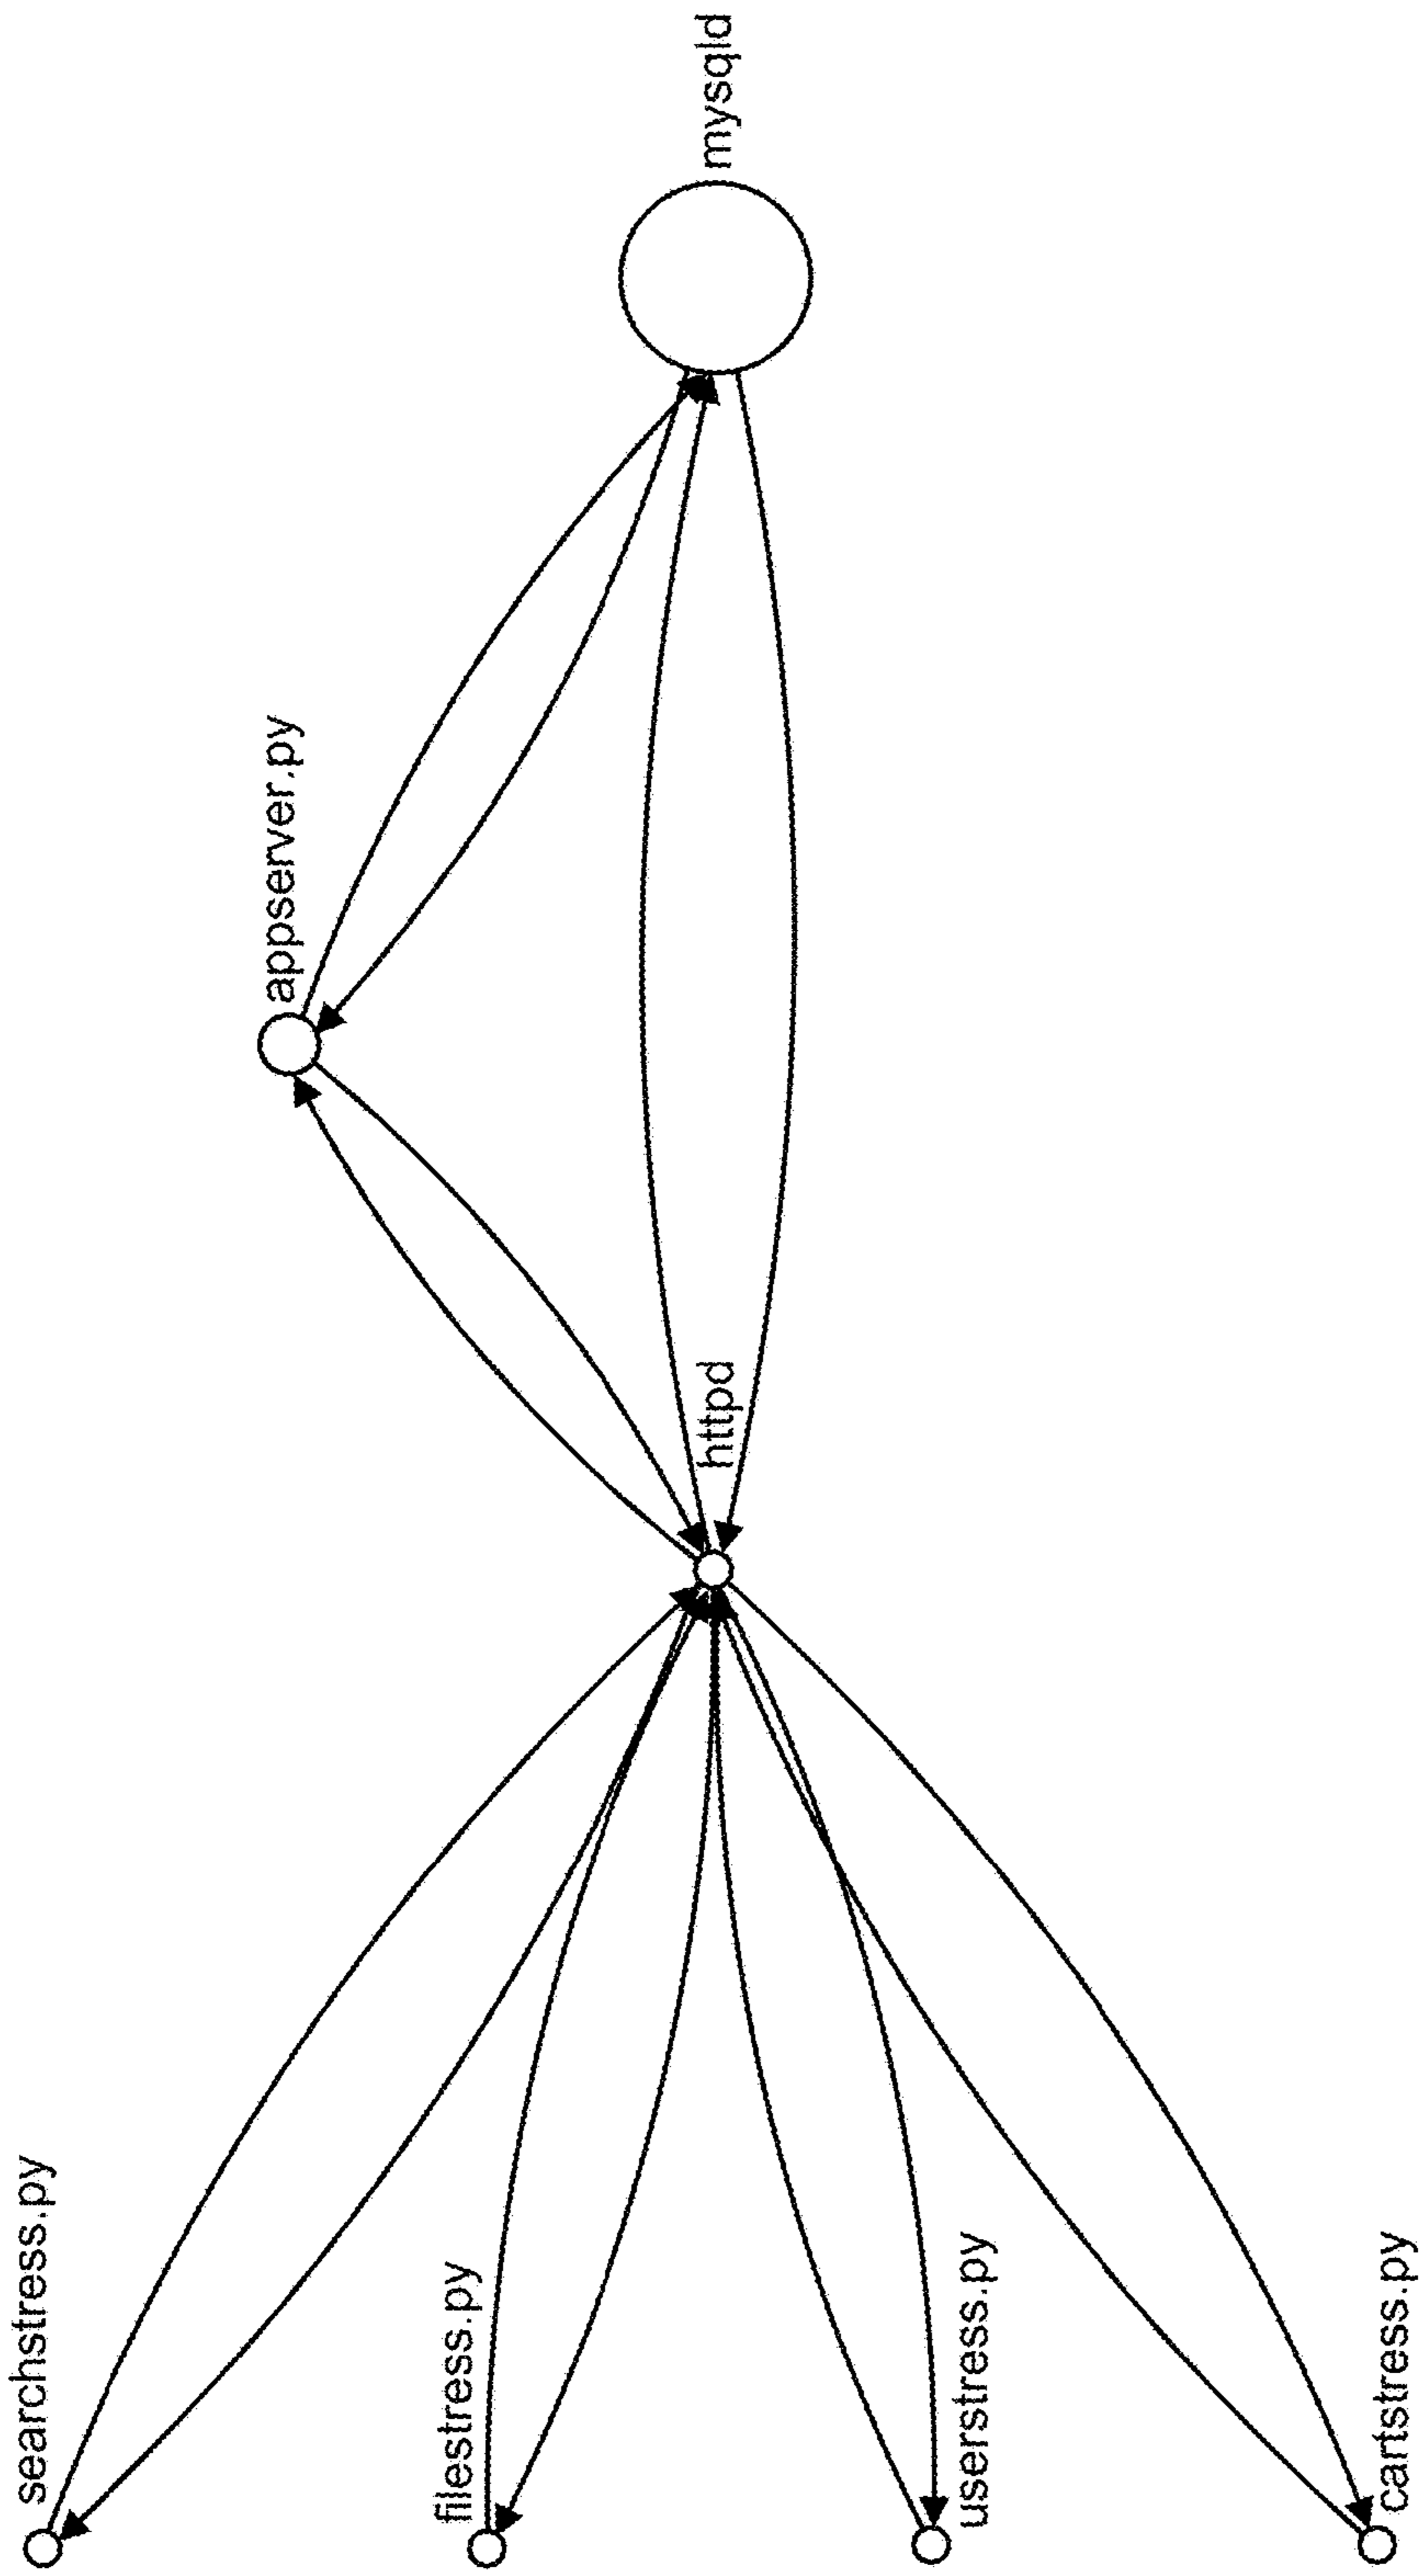 searchstress.py
filestress.py
userstress.py
cartstress.py
httpd
appserver.py
mysqld